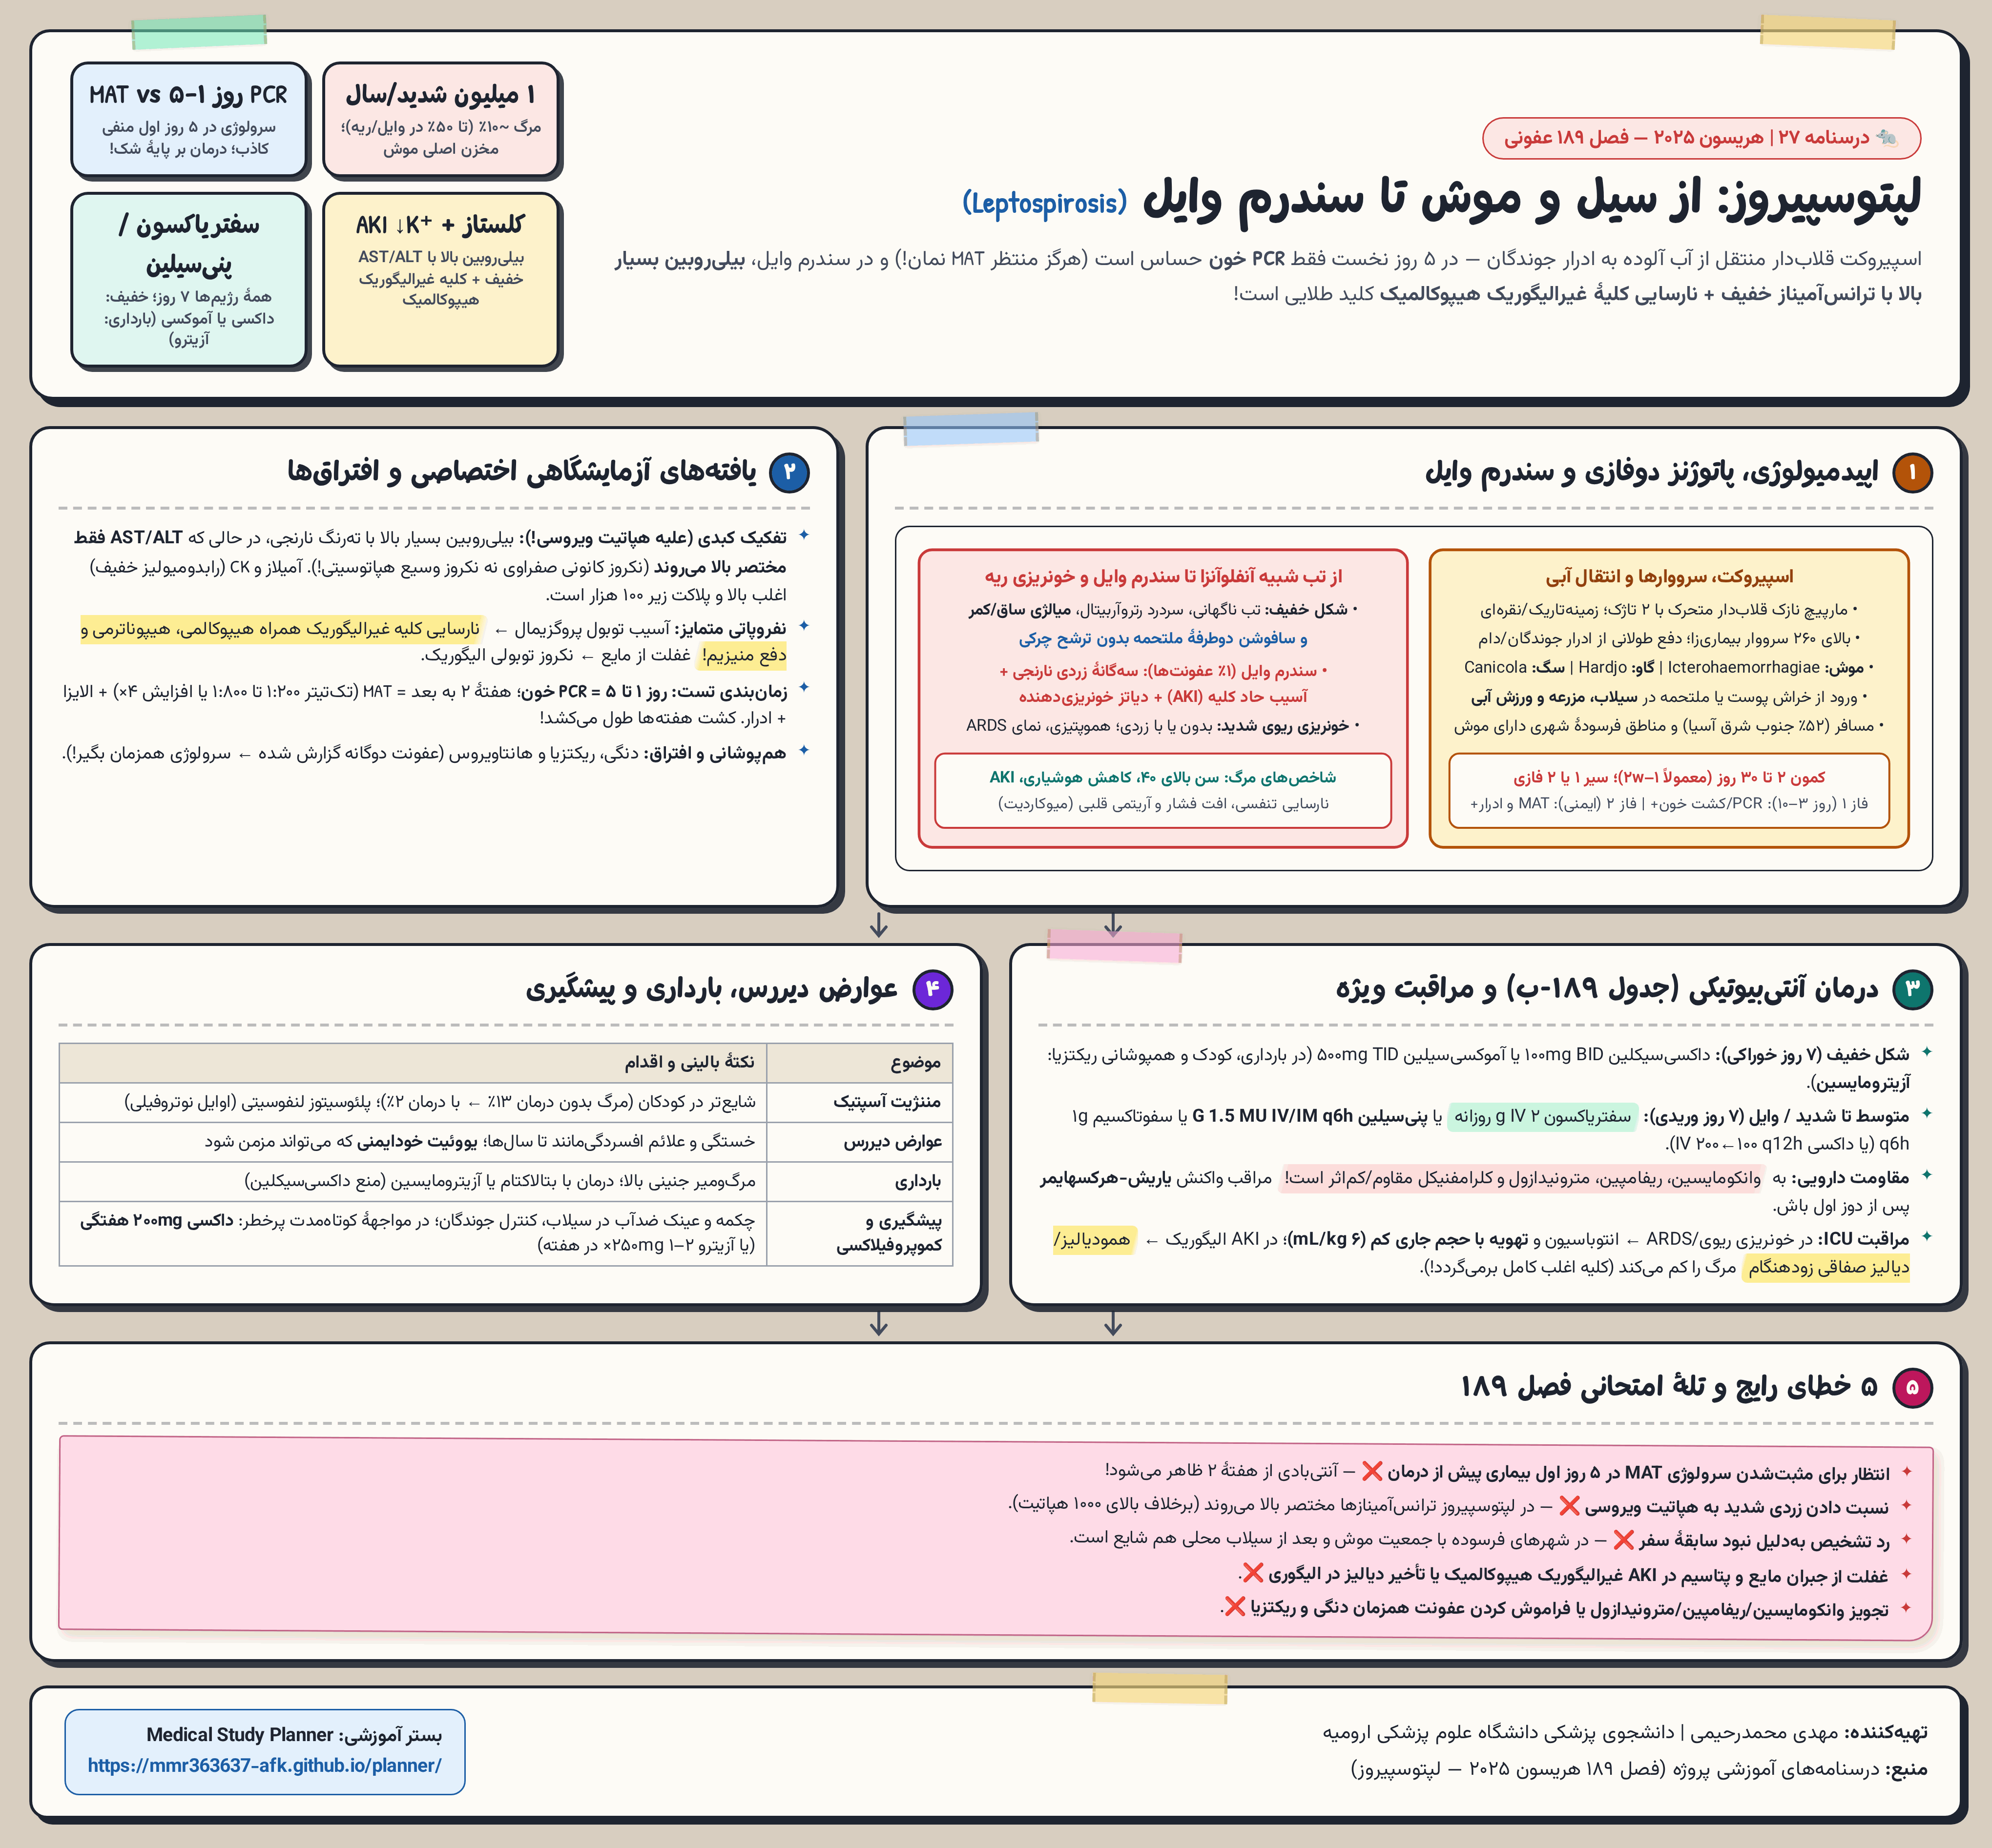 🐀 درسنامه ۲۷ | هریسون ۲۰۲۵ – فصل ۱۸۹ عفونی
لپتوسپیروز: از سیل و موش تا سندرم وایل (Leptospirosis)
اسپیروکت قلاب‌دار منتقل از آب آلوده به ادرار جوندگان – در ۵ روز نخست فقط PCR خون حساس است (هرگز منتظر MAT نمان!) و در سندرم وایل، بیلی‌روبین بسیار
بالا با ترانس‌آمیناز خفیف + نارسایی کلیهٔ غیرالیگوریک هیپوکالمیک کلید طلایی است!
۱ میلیون شدید/سال
مرگ ~۱۰٪ (تا ۵۰٪ در وایل/ریه)؛
مخزن اصلی موش
PCR روز ۱–۵ vs MAT
سرولوژی در ۵ روز اول منفی
کاذب؛ درمان بر پایهٔ شک!
کلستاز + AKI ↓K⁺
بیلی‌روبین بالا با AST/ALT
خفیف + کلیه غیرالیگوریک
هیپوکالمیک
سفتریاکسون /
پنی‌سیلین
همهٔ رژیم‌ها ۷ روز؛ خفیف:
داکسی یا آموکسی (بارداری:
آزیترو)
۱ اپیدمیولوژی، پاتوژنز دوفازی و سندرم وایل
اسپیروکت، سرووارها و انتقال آبی
• مارپیچ نازک قلاب‌دار متحرک با ۲ تاژک؛ زمینه‌تاریک/نقره‌ای
• بالای ۲۶۰ سرووار بیماری‌زا؛ دفع طولانی از ادرار جوندگان/دام
• موش: Icterohaemorrhagiae | گاو: Hardjo | سگ: Canicola
• ورود از خراش پوست یا ملتحمه در سیلاب، مزرعه و ورزش آبی
• مسافر (۵۲٪ جنوب شرق آسیا) و مناطق فرسودهٔ شهری دارای موش
کمون ۲ تا ۳۰ روز (معمولاً ۱–۲w)؛ سیر ۱ یا ۲ فازی
فاز ۱ (روز ۳–۱۰): PCR/کشت خون+ | فاز ۲ (ایمنی): MAT و ادرار+
از تب شبیه آنفلوآنزا تا سندرم وایل و خونریزی ریه
• شکل خفیف: تب ناگهانی، سردرد رتروآربیتال، میالژی ساق/کمر
و سافوشن دوطرفهٔ ملتحمه بدون ترشح چرکی
• سندرم وایل (۱٪ عفونت‌ها): سه‌گانهٔ زردی نارنجی +
آسیب حاد کلیه (AKI) + دیاتز خونریزی‌دهنده
• خونریزی ریوی شدید: بدون یا با زردی؛ هموپتیزی، نمای ARDS
شاخص‌های مرگ: سن بالای ۴۰، کاهش هوشیاری، AKI
نارسایی تنفسی، افت فشار و آریتمی قلبی (میوکاردیت)
۲ یافته‌های آزمایشگاهی اختصاصی و افتراق‌ها
✦ تفکیک کبدی (علیه هپاتیت ویروسی!): بیلی‌روبین بسیار بالا با ته‌رنگ نارنجی، در حالی که AST/ALT فقط
مختصر بالا می‌روند (نکروز کانونی صفراوی نه نکروز وسیع هپاتوسیتی!). آمیلاز و CK (رابدومیولیز خفیف)
اغلب بالا و پلاکت زیر ۱۰۰ هزار است.
✦ نفروپاتی متمایز: آسیب توبول پروگزیمال ← نارسایی کلیه غیرالیگوریک همراه هیپوکالمی، هیپوناترمی و
دفع منیزیم! غفلت از مایع ← نکروز توبولی الیگوریک.
✦ زمان‌بندی تست: روز ۱ تا ۵ = PCR خون؛ هفتهٔ ۲ به بعد = MAT (تک‌تیتر ۱:۲۰۰ تا ۱:۸۰۰ یا افزایش ۴×) + الایزا
+ ادرار. کشت هفته‌ها طول می‌کشد!
✦ هم‌پوشانی و افتراق: دنگی، ریکتزیا و هانتاویروس (عفونت دوگانه گزارش شده ← سرولوژی همزمان بگیر!).
۳ درمان آنتی‌بیوتیکی (جدول ۱۸۹-ب) و مراقبت ویژه
✦ شکل خفیف (۷ روز خوراکی): داکسی‌سیکلین ۱۰۰mg BID یا آموکسی‌سیلین ۵۰۰mg TID (در بارداری، کودک و همپوشانی ریکتزیا:
آزیترومایسین).
✦ متوسط تا شدید / وایل (۷ روز وریدی): سفتریاکسون ۲ g IV روزانه یا پنی‌سیلین G 1.5 MU IV/IM q6h یا سفوتاکسیم ۱g
q6h (یا داکسی ۲۰۰←۱۰۰ IV q12h).
✦ مقاومت دارویی: به وانکومایسین، ریفامپین، مترونیدازول و کلرامفنیکل مقاوم/کم‌اثر است! مراقب واکنش یاریش-هرکسهایمر
پس از دوز اول باش.
✦ مراقبت ICU: در خونریزی ریوی/ARDS ← انتوباسیون و تهویه با حجم جاری کم (۶ mL/kg)؛ در AKI الیگوریک ← همودیالیز/
دیالیز صفاقی زودهنگام مرگ را کم می‌کند (کلیه اغلب کامل برمی‌گردد!).
۴ عوارض دیررس، بارداری و پیشگیری
موضوع | نکتهٔ بالینی و اقدام
مننژیت آسپتیک | شایع‌تر در کودکان (مرگ بدون درمان ۱۳٪ ← با درمان ۲٪)؛ پلئوسیتوز لنفوسیتی (اوایل نوتروفیلی)
عوارض دیررس | خستگی و علائم افسردگی‌مانند تا سال‌ها؛ یووئیت خودایمنی که می‌تواند مزمن شود
بارداری | مرگ‌ومیر جنینی بالا؛ درمان با بتالاکتام یا آزیترومایسین (منع داکسی‌سیکلین)
پیشگیری و کموپروفیلاکسی | چکمه و عینک ضدآب در سیلاب، کنترل جوندگان؛ در مواجههٔ کوتاه‌مدت پرخطر: داکسی ۲۰۰mg هفتگی
(یا آزیترو ۲۵۰mg ۱–۲× در هفته)
۵ ۵ خطای رایج و تلهٔ امتحانی فصل ۱۸۹
✦ انتظار برای مثبت‌شدن سرولوژی MAT در ۵ روز اول بیماری پیش از درمان ❌ – آنتی‌بادی از هفتهٔ ۲ ظاهر می‌شود!
✦ نسبت دادن زردی شدید به هپاتیت ویروسی ❌ – در لپتوسپیروز ترانس‌آمینازها مختصر بالا می‌روند (برخلاف بالای ۱۰۰۰ هپاتیت).
✦ رد تشخیص به‌دلیل نبود سابقهٔ سفر ❌ – در شهرهای فرسوده با جمعیت موش و بعد از سیلاب محلی هم شایع است.
✦ غفلت از جبران مایع و پتاسیم در AKI غیرالیگوریک هیپوکالمیک یا تأخیر دیالیز در الیگوری ❌.
✦ تجویز وانکومایسین/ریفامپین/مترونیدازول یا فراموش کردن عفونت همزمان دنگی و ریکتزیا ❌.
تهیه‌کننده: مهدی محمدرحیمی | دانشجوی پزشکی دانشگاه علوم پزشکی ارومیه
منبع: درسنامه‌های آموزشی پروژه (فصل ۱۸۹ هریسون ۲۰۲۵ – لپتوسپیروز)
بستر آموزشی: Medical Study Planner
https://mmr363637-afk.github.io/planner/